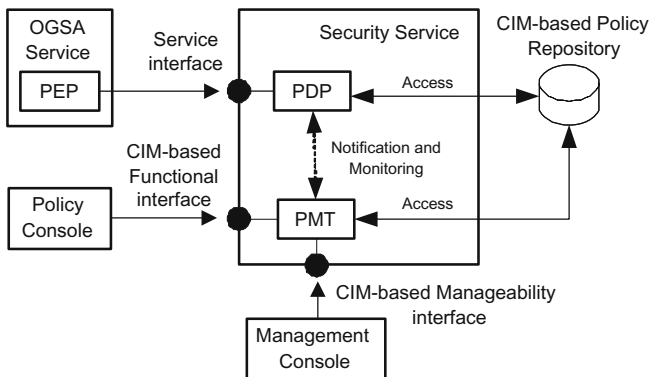 OGSA
Service
PEP
Service
interface
Security Service
PDP
Access
CIM-based Policy
Repository
Notification and
Monitoring
CIM-based
Functional
interface
Policy
Console
PMT
Access
CIM-based Manageability
interface
Management
Console